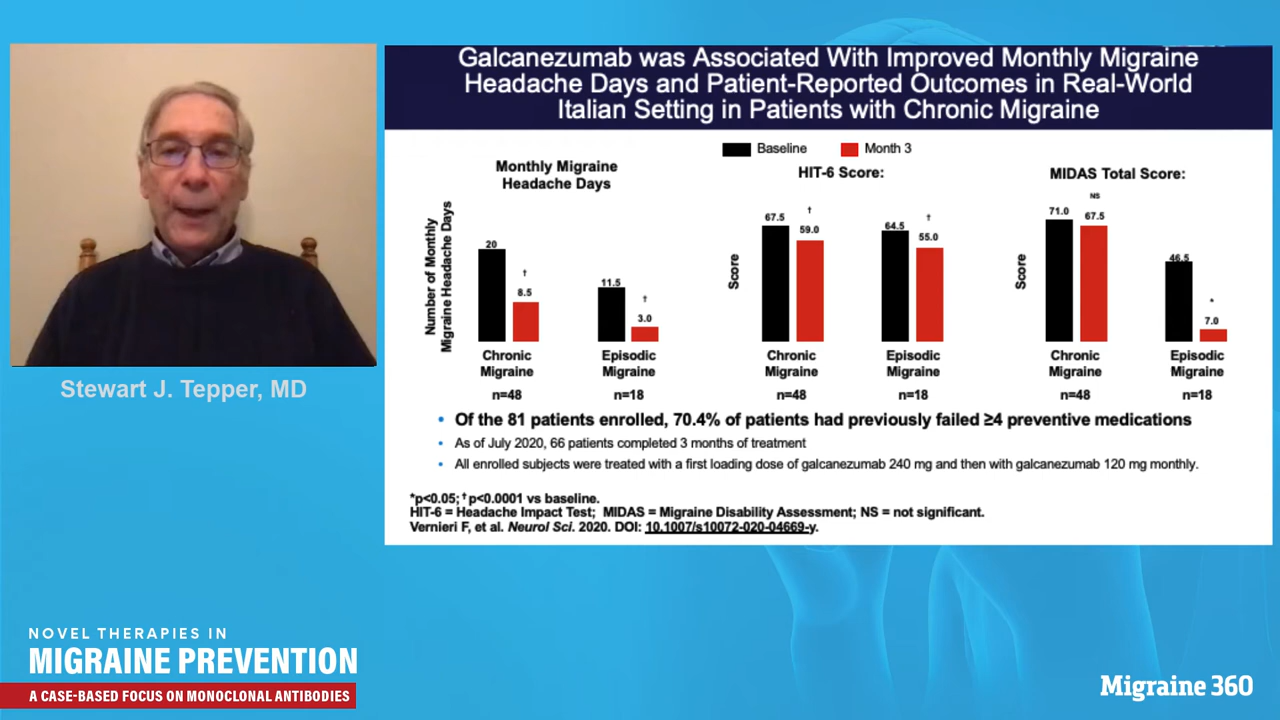 Galcanezumab was Associated With Improved Monthly Migraine
Headache Days and Patient-Reported Outcomes in Real-World
Italian Setting in Patients with Chronic Migraine
Baseline
Month 3
Monthly Migraine
Headache Days
Number of Monthly
Migraine Headache Days
20
†
8.5
11.5
†
3.0
Chronic
Migraine
n=48
Episodic
Migraine
n=18
HIT-6 Score:
Score
67.5
†
59.0
64.5
†
55.0
Chronic
Migraine
n=48
Episodic
Migraine
n=18
MIDAS Total Score:
Score
71.0
NS
67.5
46.5
*
7.0
Chronic
Migraine
n=48
Episodic
Migraine
n=18
• Of the 81 patients enrolled, 70.4% of patients had previously failed ≥4 preventive medications
• As of July 2020, 66 patients completed 3 months of treatment
• All enrolled subjects were treated with a first loading dose of galcanezumab 240 mg and then with galcanezumab 120 mg monthly.
*p<0.05; †p<0.0001 vs baseline.
HIT-6 = Headache Impact Test; MIDAS = Migraine Disability Assessment; NS = not significant.
Vernieri F, et al. Neurol Sci. 2020. DOI: 10.1007/s10072-020-04669-y.
Stewart J. Tepper, MD
NOVEL THERAPIES IN
MIGRAINE PREVENTION
A CASE-BASED FOCUS ON MONOCLONAL ANTIBODIES
Migraine 360